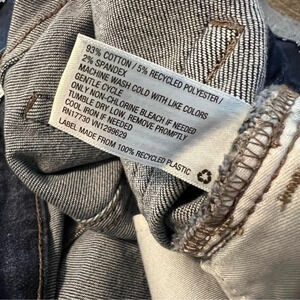 93% COTTON / 5% RECYCLED POLYESTER /
2% SPANDEX
MACHINE WASH COLD WITH LIKE COLORS
GENTLE CYCLE
ONLY NON-CHLORINE BLEACH IF NEEDED
TUMBLE DRY LOW, REMOVE PROMPTLY
COOL IRON IF NEEDED
RN17730 VN1299629
LABEL MADE FROM 100% RECYCLED PLASTIC